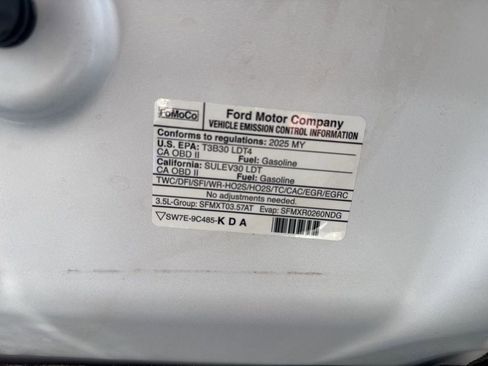 FoMoCo
Ford Motor Company
VEHICLE EMISSION CONTROL INFORMATION
Conforms to regulations: 2025 MY
U.S. EPA: T3B30 LDT4
CA OBD II Fuel: Gasoline
California: SULEV30 LDT
CA OBD II Fuel: Gasoline
TWC/DFI/SFI/WR-HO2S/HO2S/TC/CAC/EGR/EGRC
No adjustments needed.
3.5L-Group: SFMXT03.57AT Evap: SFMXR0260NDG
SW7E-9C485-KDA